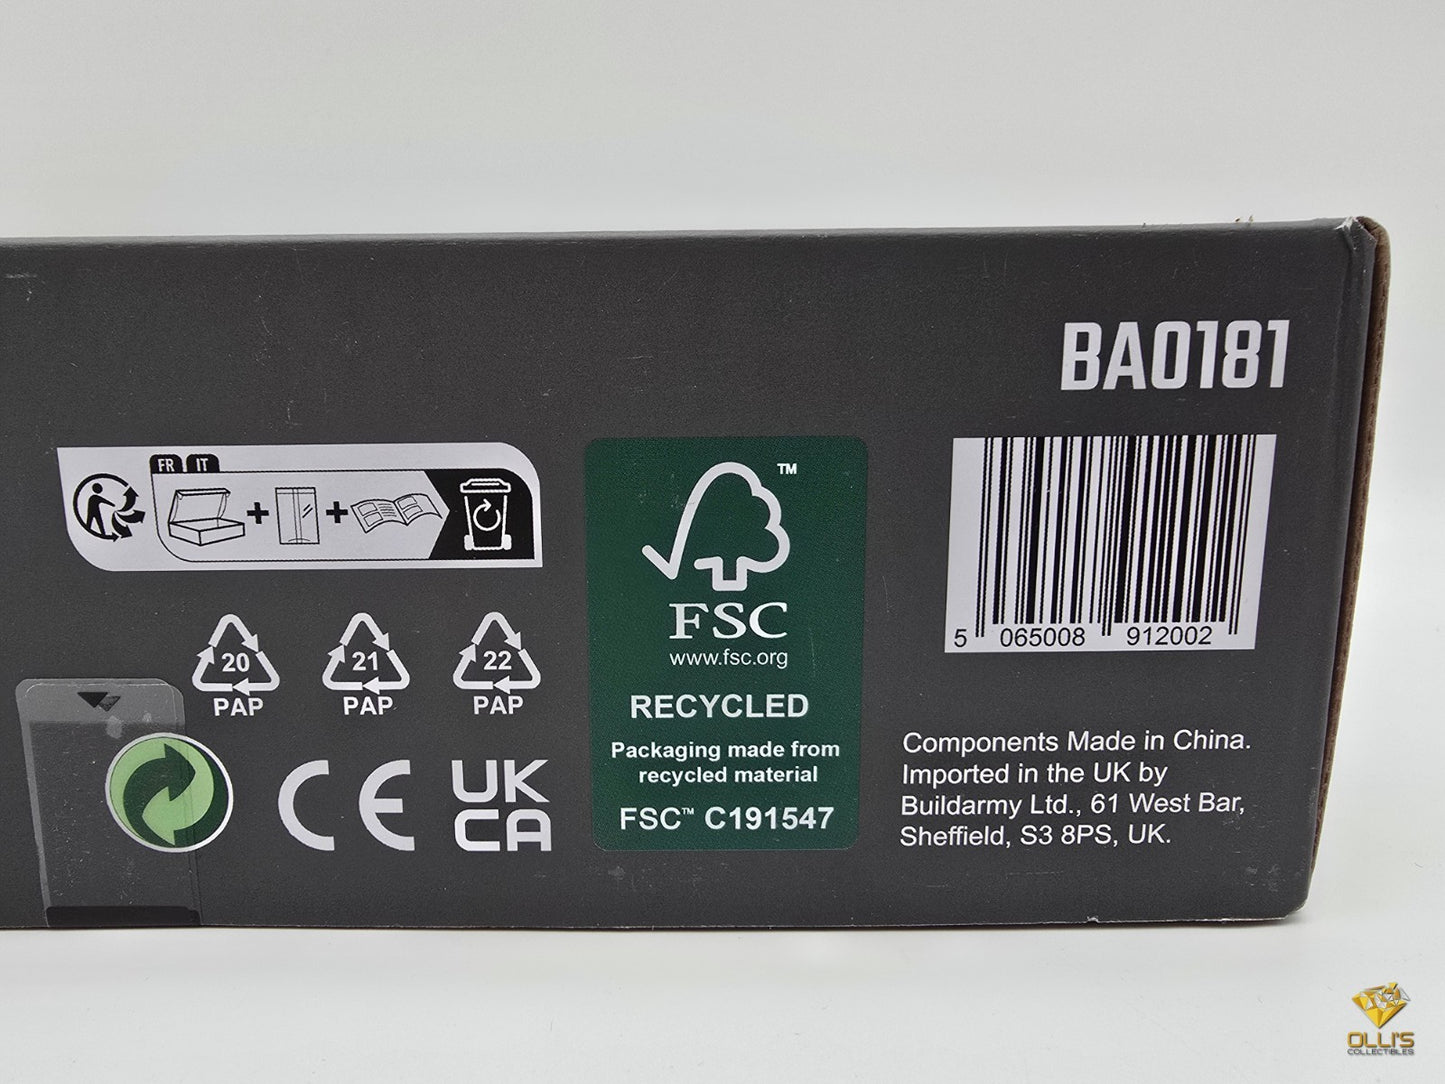 BA0181
FR IT
20
PAP
21
PAP
22
PAP
CE
UK
CA
™
FSC
www.fsc.org
RECYCLED
Packaging made from
recycled material
FSC™ C191547
5 065008 912002
Components Made in China.
Imported in the UK by
Buildarmy Ltd., 61 West Bar,
Sheffield, S3 8PS, UK.
OLLI'S
COLLECTIBLES